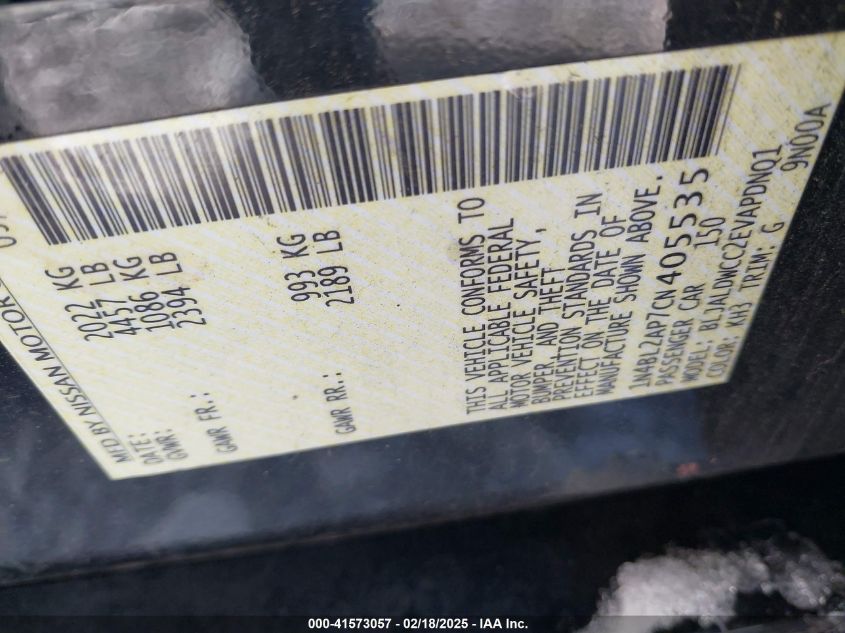 MFD BY NISSAN MOTOR
DATE:
GVWR: 2022 KG
4457 LB
GAWR FR.: 1086 KG
2394 LB
GAWR RR.: 993 KG
2189 LB
THIS VEHICLE CONFORMS TO
ALL APPLICABLE FEDERAL
MOTOR VEHICLE SAFETY,
BUMPER, AND THEFT
PREVENTION STANDARDS IN
EFFECT ON THE DATE OF
MANUFACTURE SHOWN ABOVE.
1N4BL2AP7CN405535
PASSENGER CAR 150
MODEL: BLJALDWCC2EVAPDNQ1
COLOR: KH3 TRIM: G 9N00A
000-41573057 - 02/18/2025 - IAA Inc.